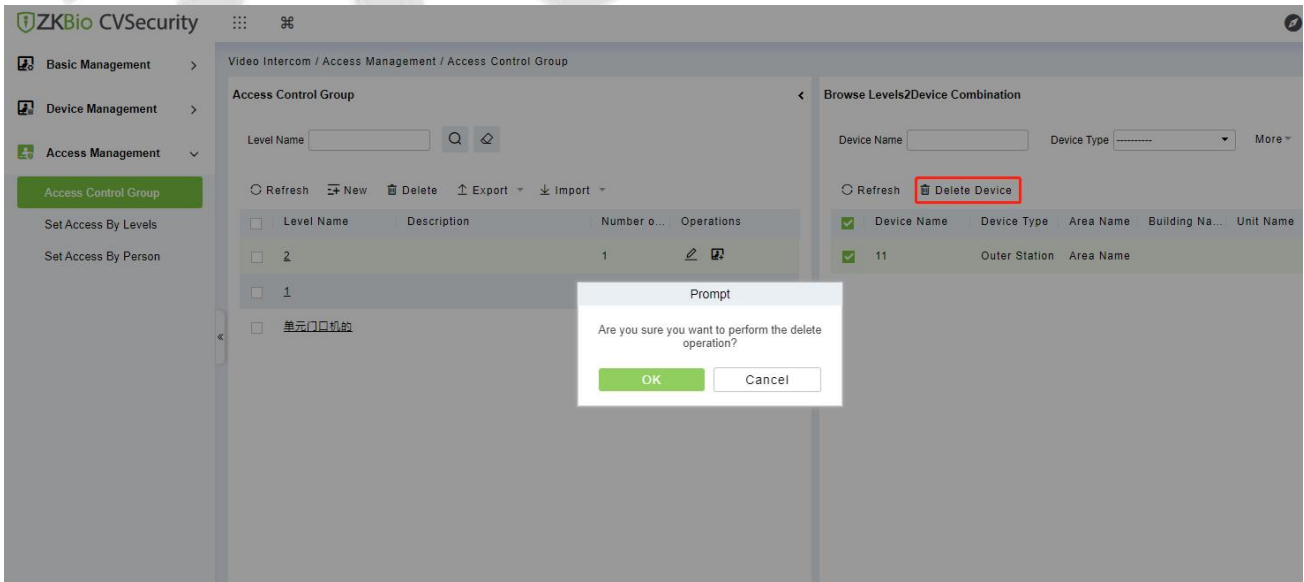 ZKBio CVSecurity
Basic Management
Device Management
Access Management
Access Control Group
Set Access By Levels
Set Access By Person
Video Intercom / Access Management / Access Control Group
Access Control Group
Level Name
Refresh New Delete Export Import
Level Name Description Number o... Operations
2 1
1
单元门口机的
Browse Levels2Device Combination
Device Name Device Type ---------- More
Refresh Delete Device
Device Name Device Type Area Name Building Na... Unit Name
11 Outer Station Area Name
Prompt
Are you sure you want to perform the delete
operation?
OK Cancel